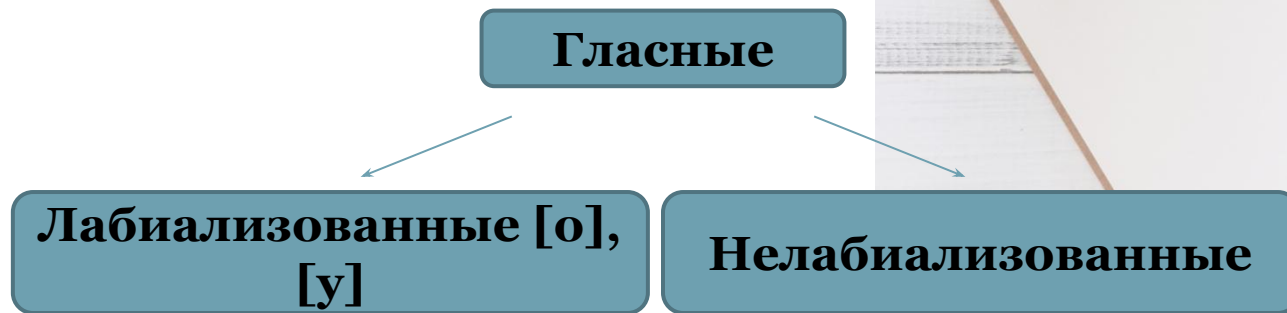 Гласные
Лабиализованные [о],
[у]
Нелабиализованные